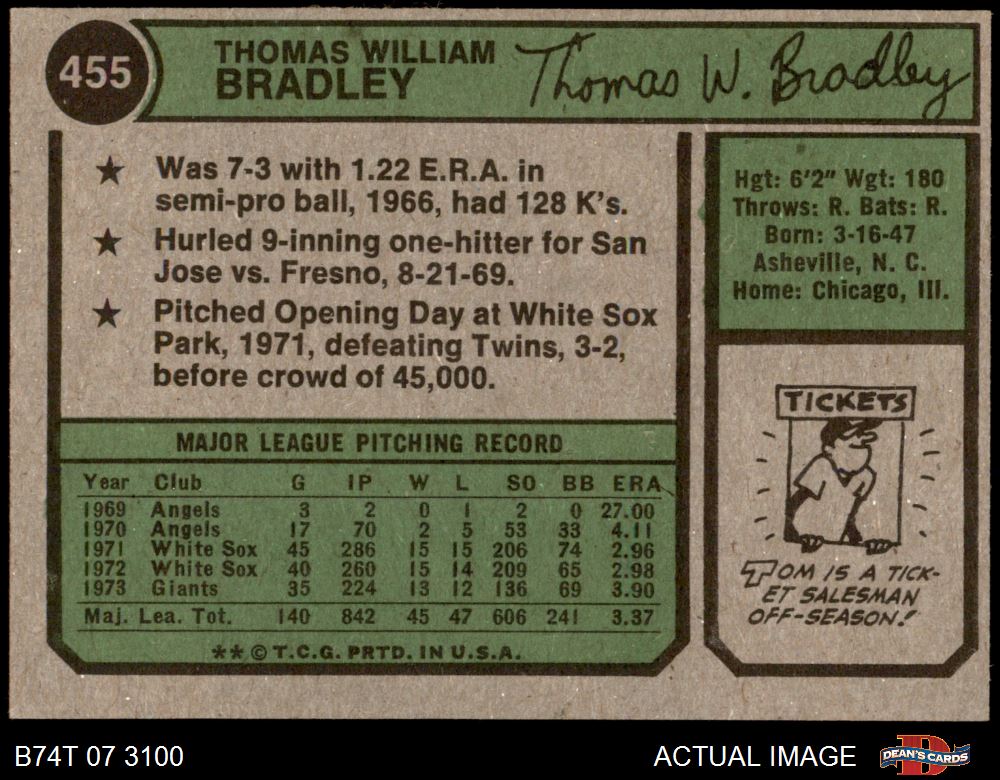 455
THOMAS WILLIAM
BRADLEY
Thomas W. Bradley
★ Was 7-3 with 1.22 E.R.A. in
semi-pro ball, 1966, had 128 K's.
★ Hurled 9-inning one-hitter for San
Jose vs. Fresno, 8-21-69.
★ Pitched Opening Day at White Sox
Park, 1971, defeating Twins, 3-2,
before crowd of 45,000.
Hgt: 6'2" Wgt: 180
Throws: R. Bats: R.
Born: 3-16-47
Asheville, N. C.
Home: Chicago, Ill.
TICKETS
TOM IS A TICK-
ET SALESMAN
OFF-SEASON!
MAJOR LEAGUE PITCHING RECORD
Year Club G IP W L SO BB ERA
1969 Angels 3 2 0 1 2 0 27.00
1970 Angels 17 70 2 5 53 33 4.11
1971 White Sox 45 286 15 15 206 74 2.96
1972 White Sox 40 260 15 14 209 65 2.98
1973 Giants 35 224 13 12 136 69 3.90
Maj. Lea. Tot. 140 842 45 47 606 241 3.37
** © T.C.G. PRTD. IN U.S.A.
B74T 07 3100
ACTUAL IMAGE
DEAN'S CARDS